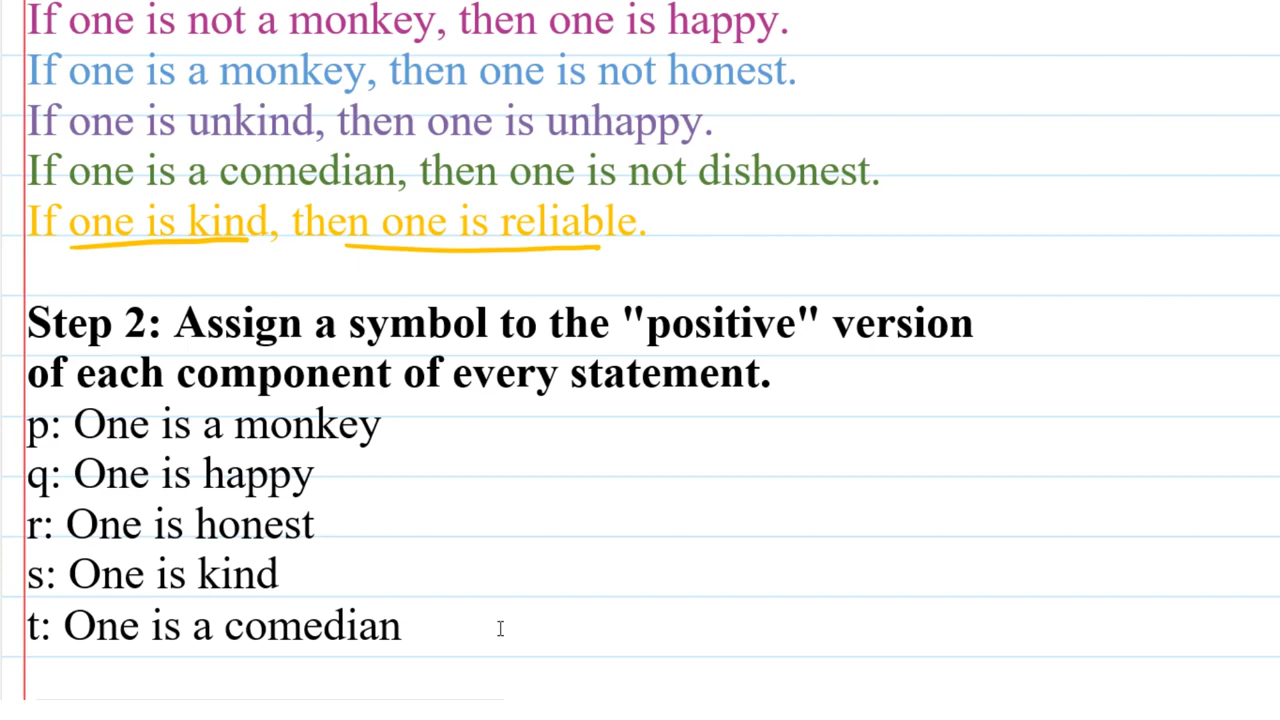 If one is not a monkey, then one is happy.
If one is a monkey, then one is not honest.
If one is unkind, then one is unhappy.
If one is a comedian, then one is not dishonest.
If one is kind, then one is reliable.
Step 2: Assign a symbol to the "positive" version
of each component of every statement.
p: One is a monkey
q: One is happy
r: One is honest
s: One is kind
t: One is a comedian